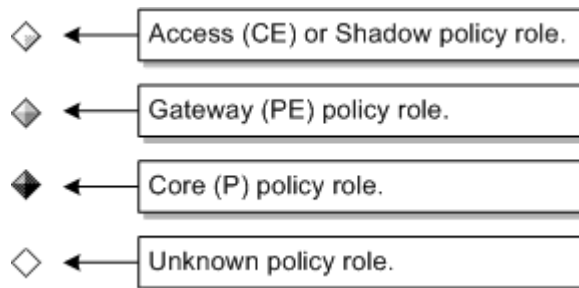 Access (CE) or Shadow policy role.
Gateway (PE) policy role.
Core (P) policy role.
Unknown policy role.